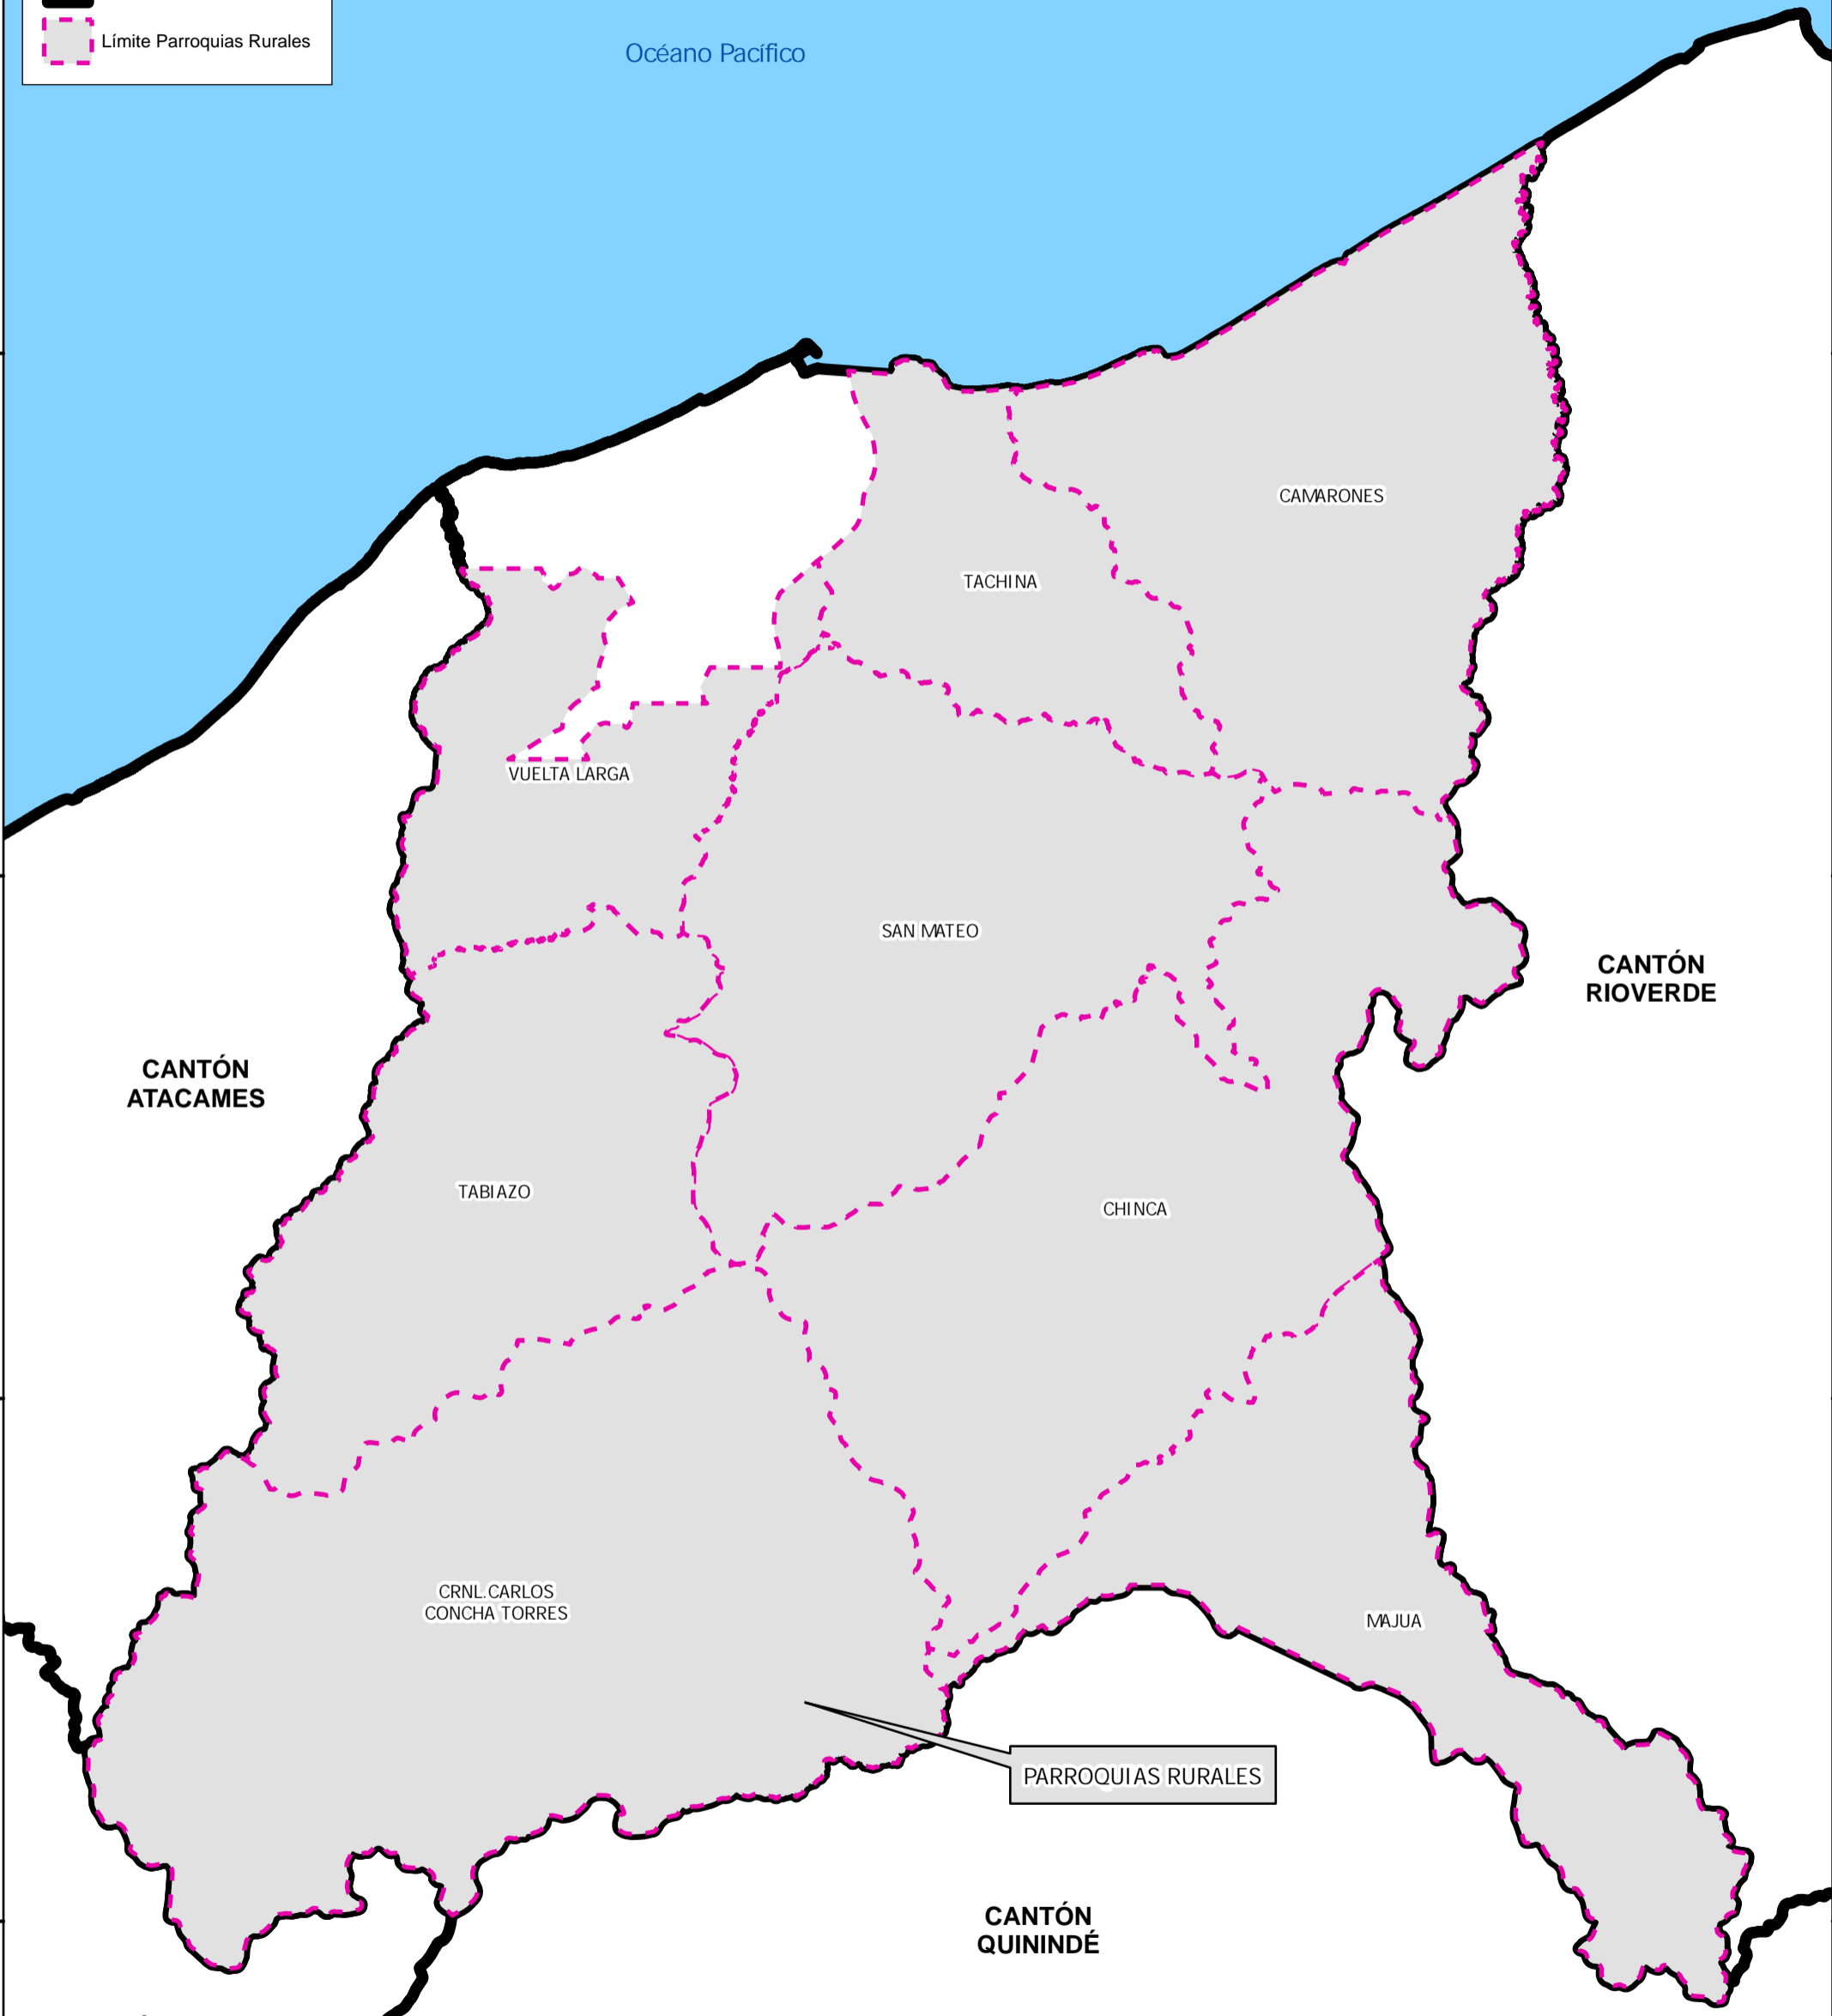 Límite Parroquias Rurales
Océano Pacífico
CAMARONES
TACHINA
VUELTA LARGA
SAN MATEO
CANTÓN
RIOVERDE
CANTÓN
ATACAMES
TABIAZO
CHINCA
CRNL.CARLOS
CONCHA TORRES
MAJUA
PARROQUIAS RURALES
CANTÓN
QUININDÉ